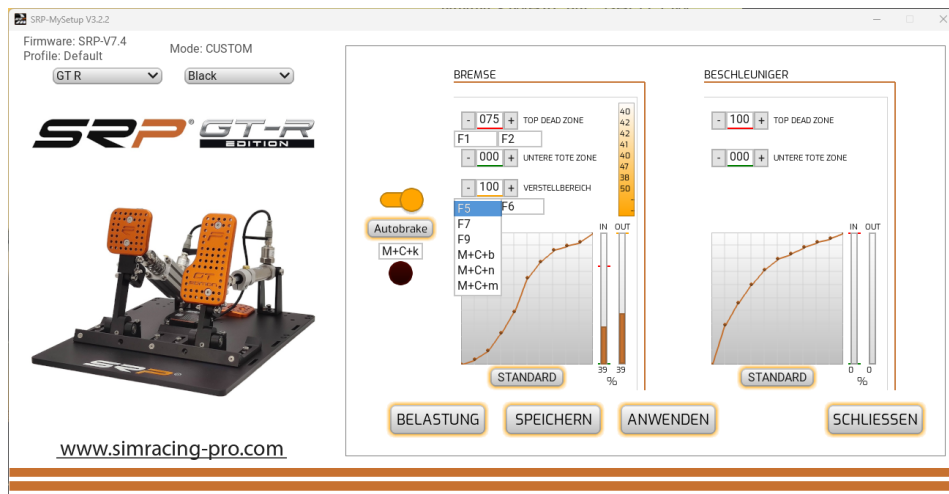 SRP-MySetup V3.2.2
Firmware: SRP-V7.4
Profile: Default
Mode: CUSTOM
GT R
Black
SRP GT-R
EDITION
www.simracing-pro.com
Autobrake
M+C+k
BREMSE
- 075 + TOP DEAD ZONE
F1 F2
- 000 + UNTERE TOTE ZONE
- 100 + VERSTELLBEREICH
F5 F6
F7
F9
M+C+b
M+C+n
M+C+m
40
42
42
41
40
47
38
50
IN OUT
39 39
%
STANDARD
BESCHLEUNIGER
- 100 + TOP DEAD ZONE
- 000 + UNTERE TOTE ZONE
IN OUT
0 0
%
STANDARD
BELASTUNG SPEICHERN ANWENDEN SCHLIESSEN